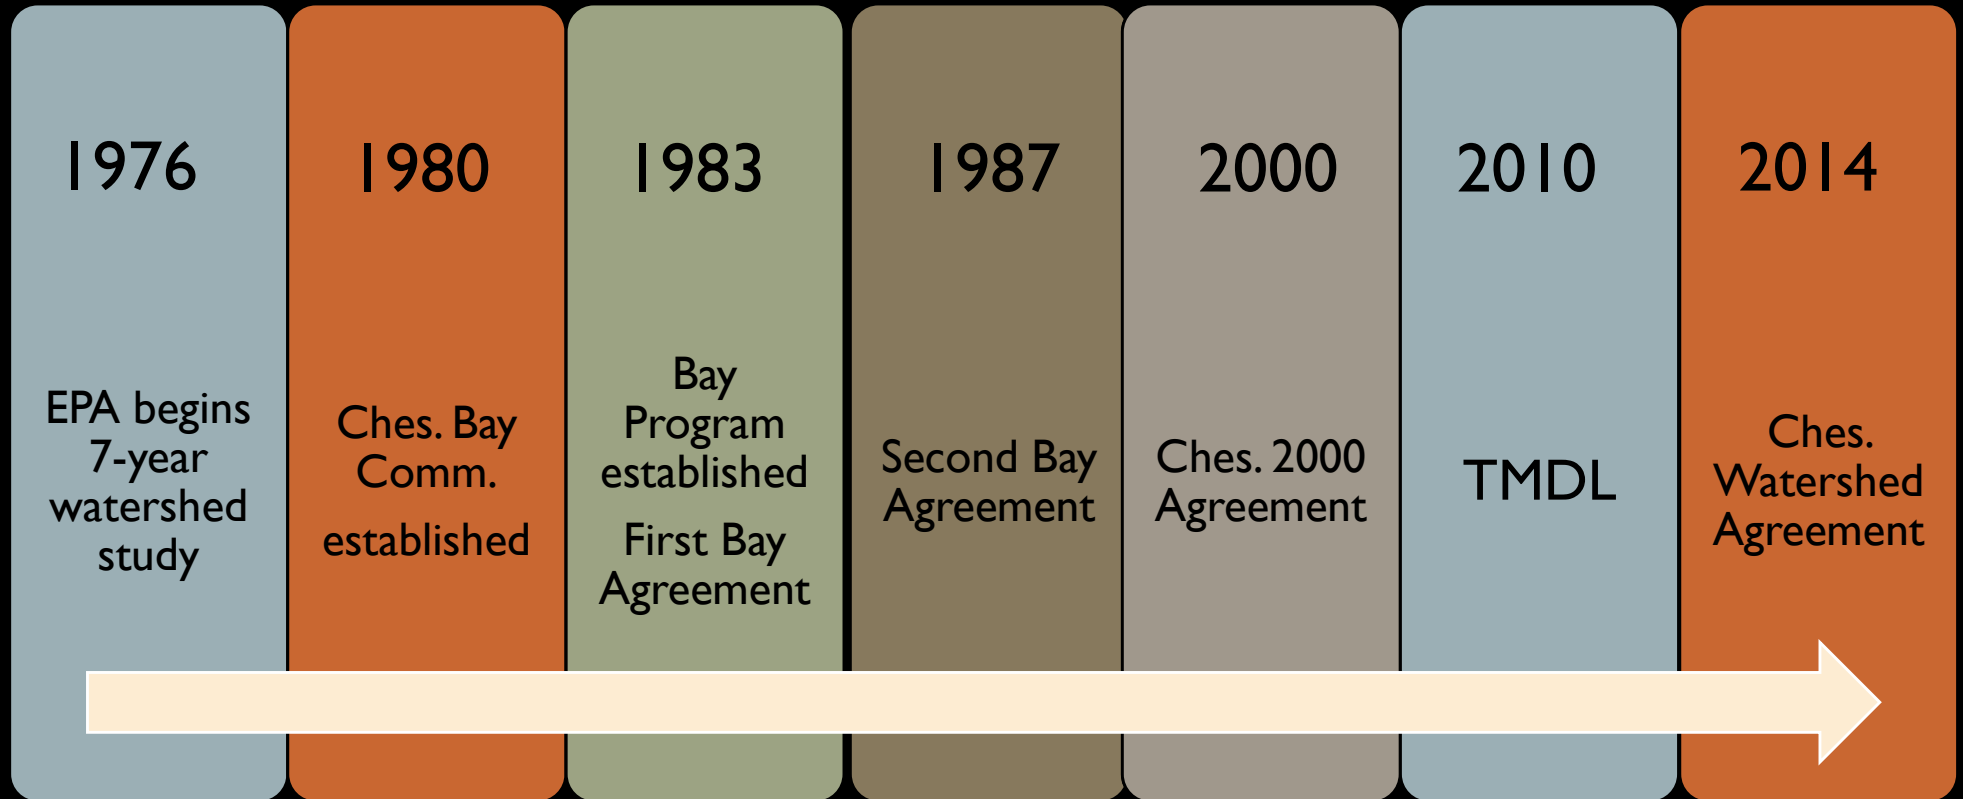 1976
EPA begins
7-year
watershed
study
1980
Ches. Bay
Comm.
established
1983
Bay
Program
established
First Bay
Agreement
1987
Second Bay
Agreement
2000
Ches. 2000
Agreement
2010
TMDL
2014
Ches.
Watershed
Agreement